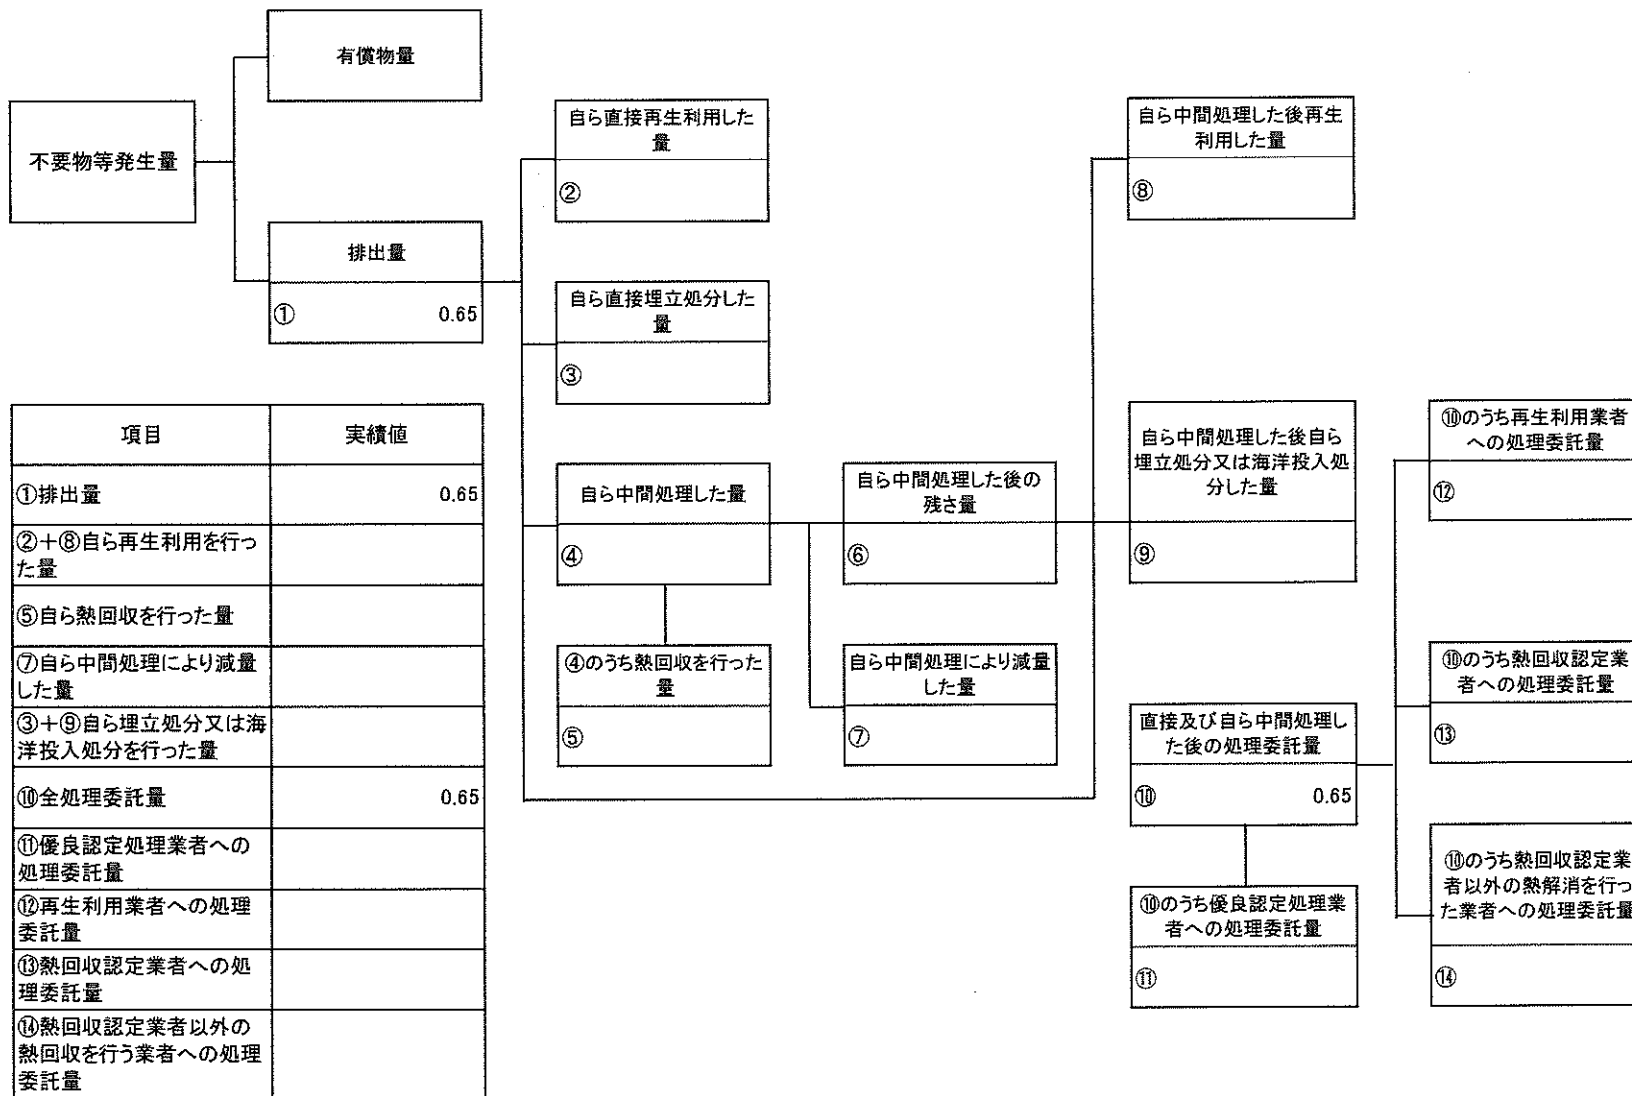 有償物量
不要物等発生量
排出量
① 0.65
自ら直接再生利用した
量
②
自ら直接埋立処分した
量
③
自ら中間処理した量
④
④のうち熱回収を行った
量
⑤
自ら中間処理した後の
残さ量
⑥
自ら中間処理により減量
した量
⑦
自ら中間処理した後再生
利用した量
⑧
自ら中間処理した後自ら
埋立処分又は海洋投入処
分した量
⑨
直接及び自ら中間処理し
た後の処理委託量
⑩ 0.65
⑩のうち優良認定処理業
者への処理委託量
⑪
⑩のうち再生利用業者
への処理委託量
⑫
⑩のうち熱回収認定業
者への処理委託量
⑬
⑩のうち熱回収認定業
者以外の熱解消を行っ
た業者への処理委託量
⑭
項目 実績値
①排出量 0.65
②+⑧自ら再生利用を行っ
た量
⑤自ら熱回収を行った量
⑦自ら中間処理により減量
した量
③+⑨自ら埋立処分又は海
洋投入処分を行った量
⑩全処理委託量 0.65
⑪優良認定処理業者への
処理委託量
⑫再生利用業者への処理
委託量
⑬熱回収認定業者への処
理委託量
⑭熱回収認定業者以外の
熱回収を行う業者への処理
委託量